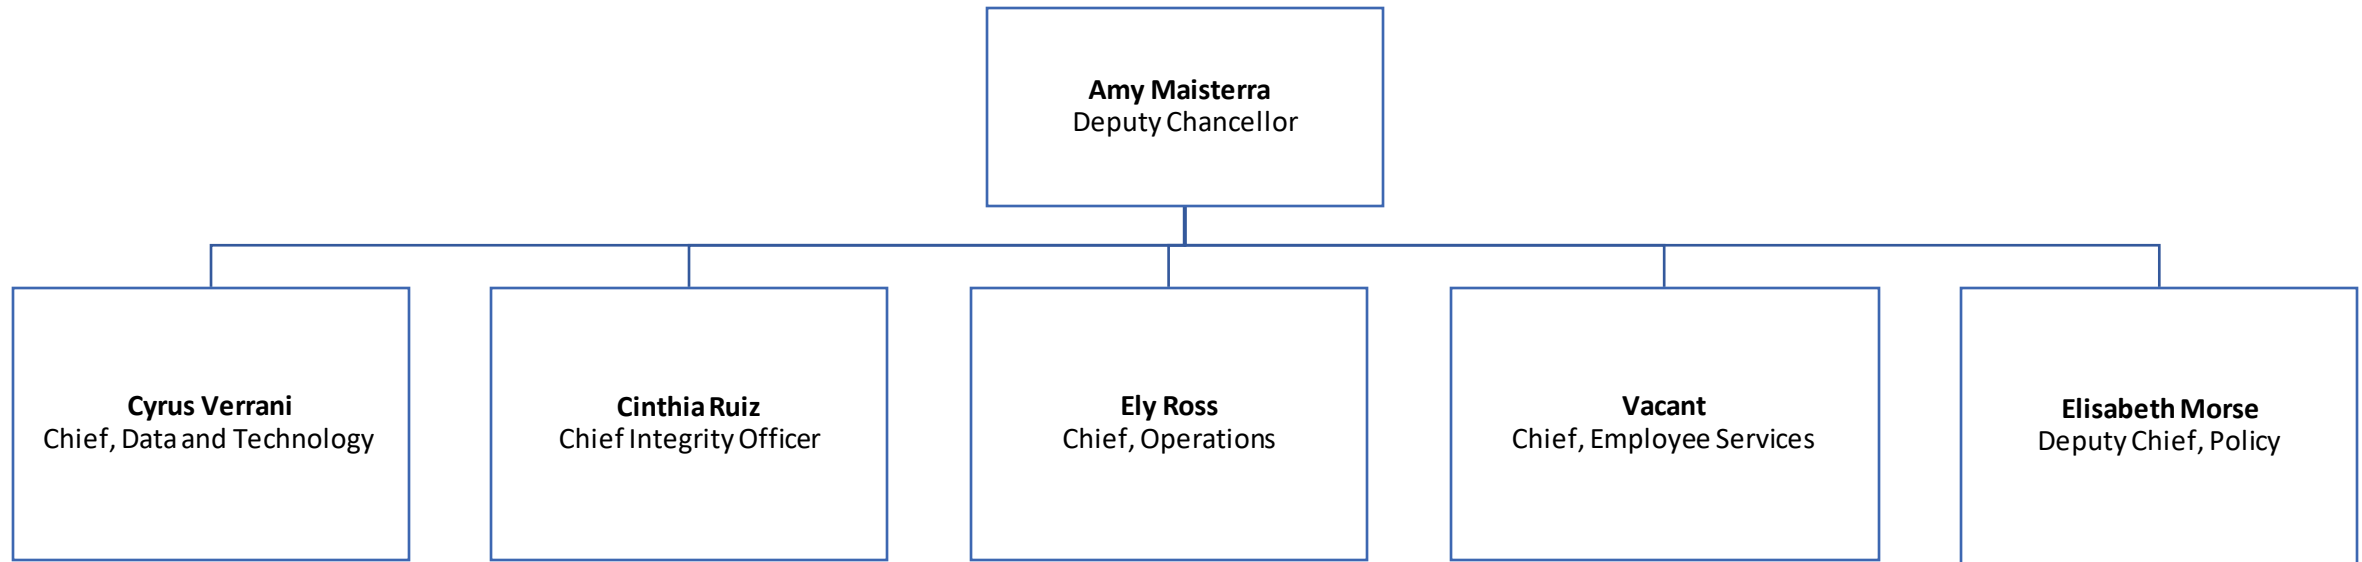 Amy Maisterra
Deputy Chancellor
Cyrus Verrani
Chief, Data and Technology
Cinthia Ruiz
Chief Integrity Officer
Ely Ross
Chief, Operations
Vacant
Chief, Employee Services
Elisabeth Morse
Deputy Chief, Policy